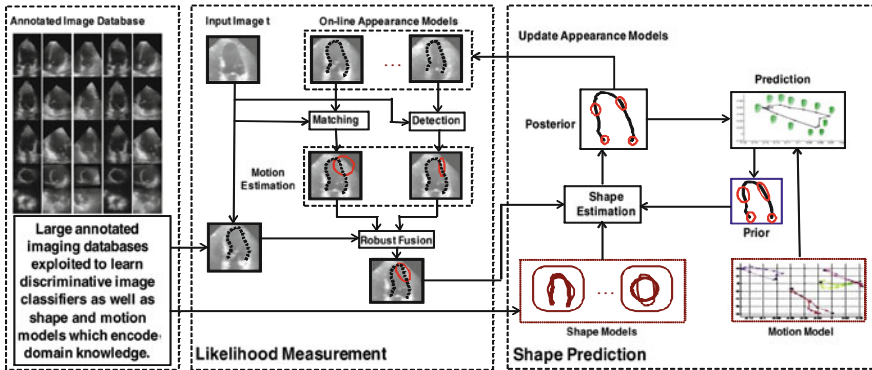 Annotated Image Database
Large annotated
imaging databases
exploited to learn
discriminative image
classifiers as well as
shape and motion
models which encode
domain knowledge.
Input Image t
On-line Appearance Models
Matching
Detection
Motion
Estimation
Robust Fusion
Likelihood Measurement
Update Appearance Models
Posterior
Prediction
Shape
Estimation
Prior
Shape Models
Motion Model
Shape Prediction